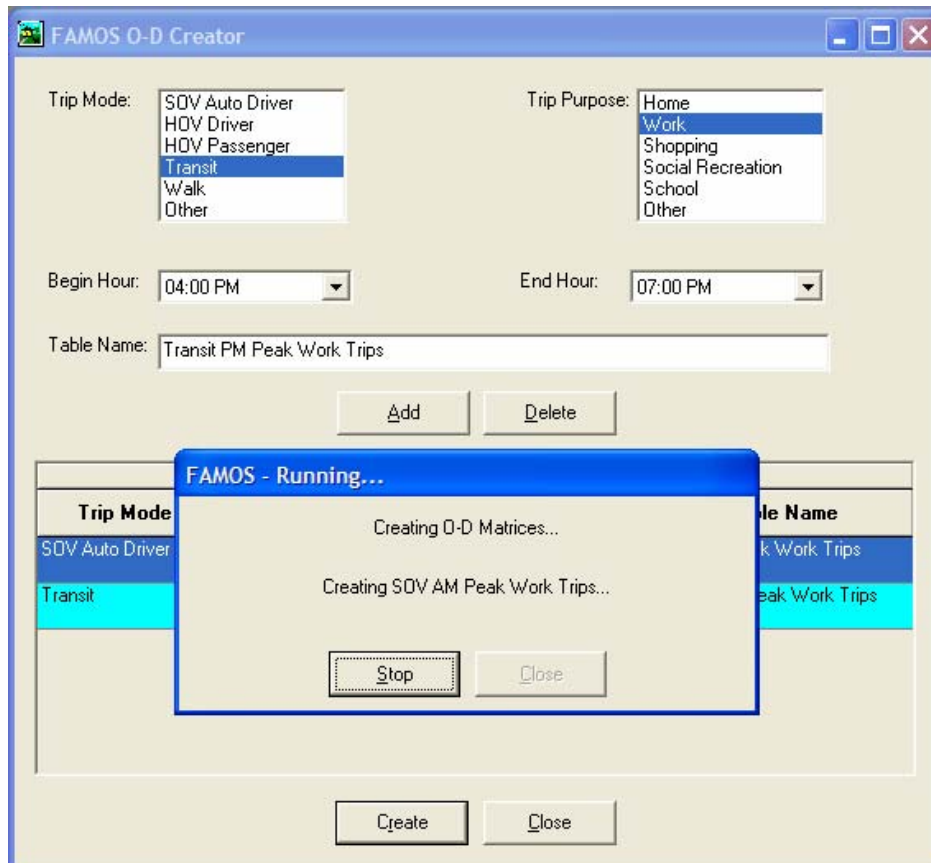 FAMOS O-D Creator
Trip Mode:
SOV Auto Driver
HOV Driver
HOV Passenger
Transit
Walk
Other
Trip Purpose:
Home
Work
Shopping
Social Recreation
School
Other
Begin Hour:
04:00 PM
End Hour:
07:00 PM
Table Name:
Transit PM Peak Work Trips
Add
Delete
FAMOS - Running...
Creating O-D Matrices...
Creating SOV AM Peak Work Trips...
Stop
Close
Trip Mode
Name
SOV Auto Driver
Work Trips
Transit
Work Trips
Create
Close